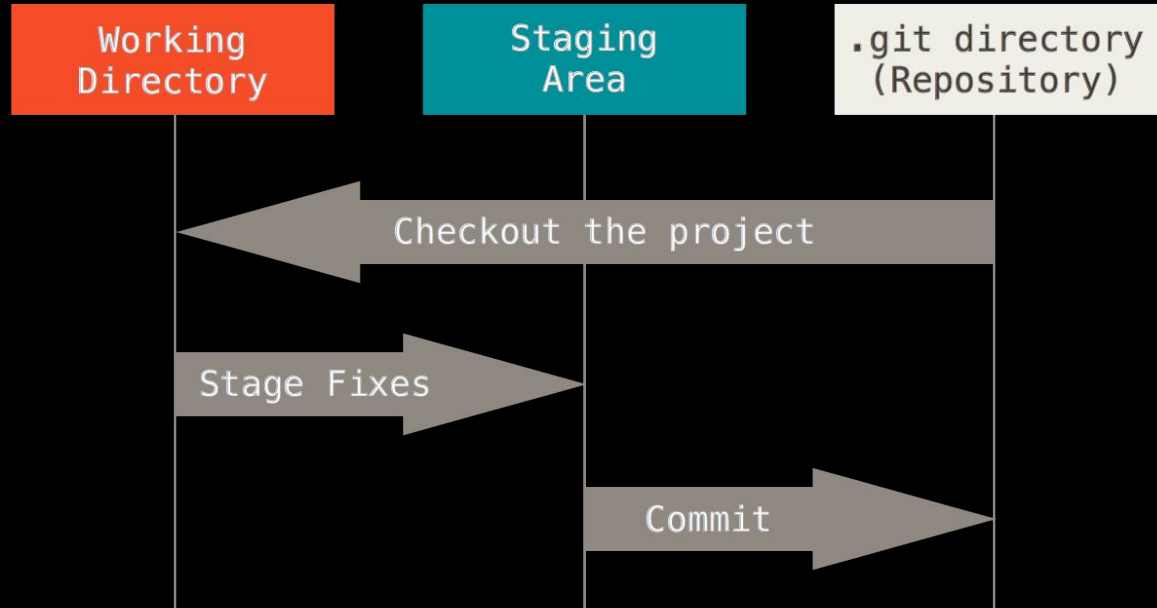 Working
Directory
Staging
Area
.git directory
(Repository)
Checkout the project
Stage Fixes
Commit